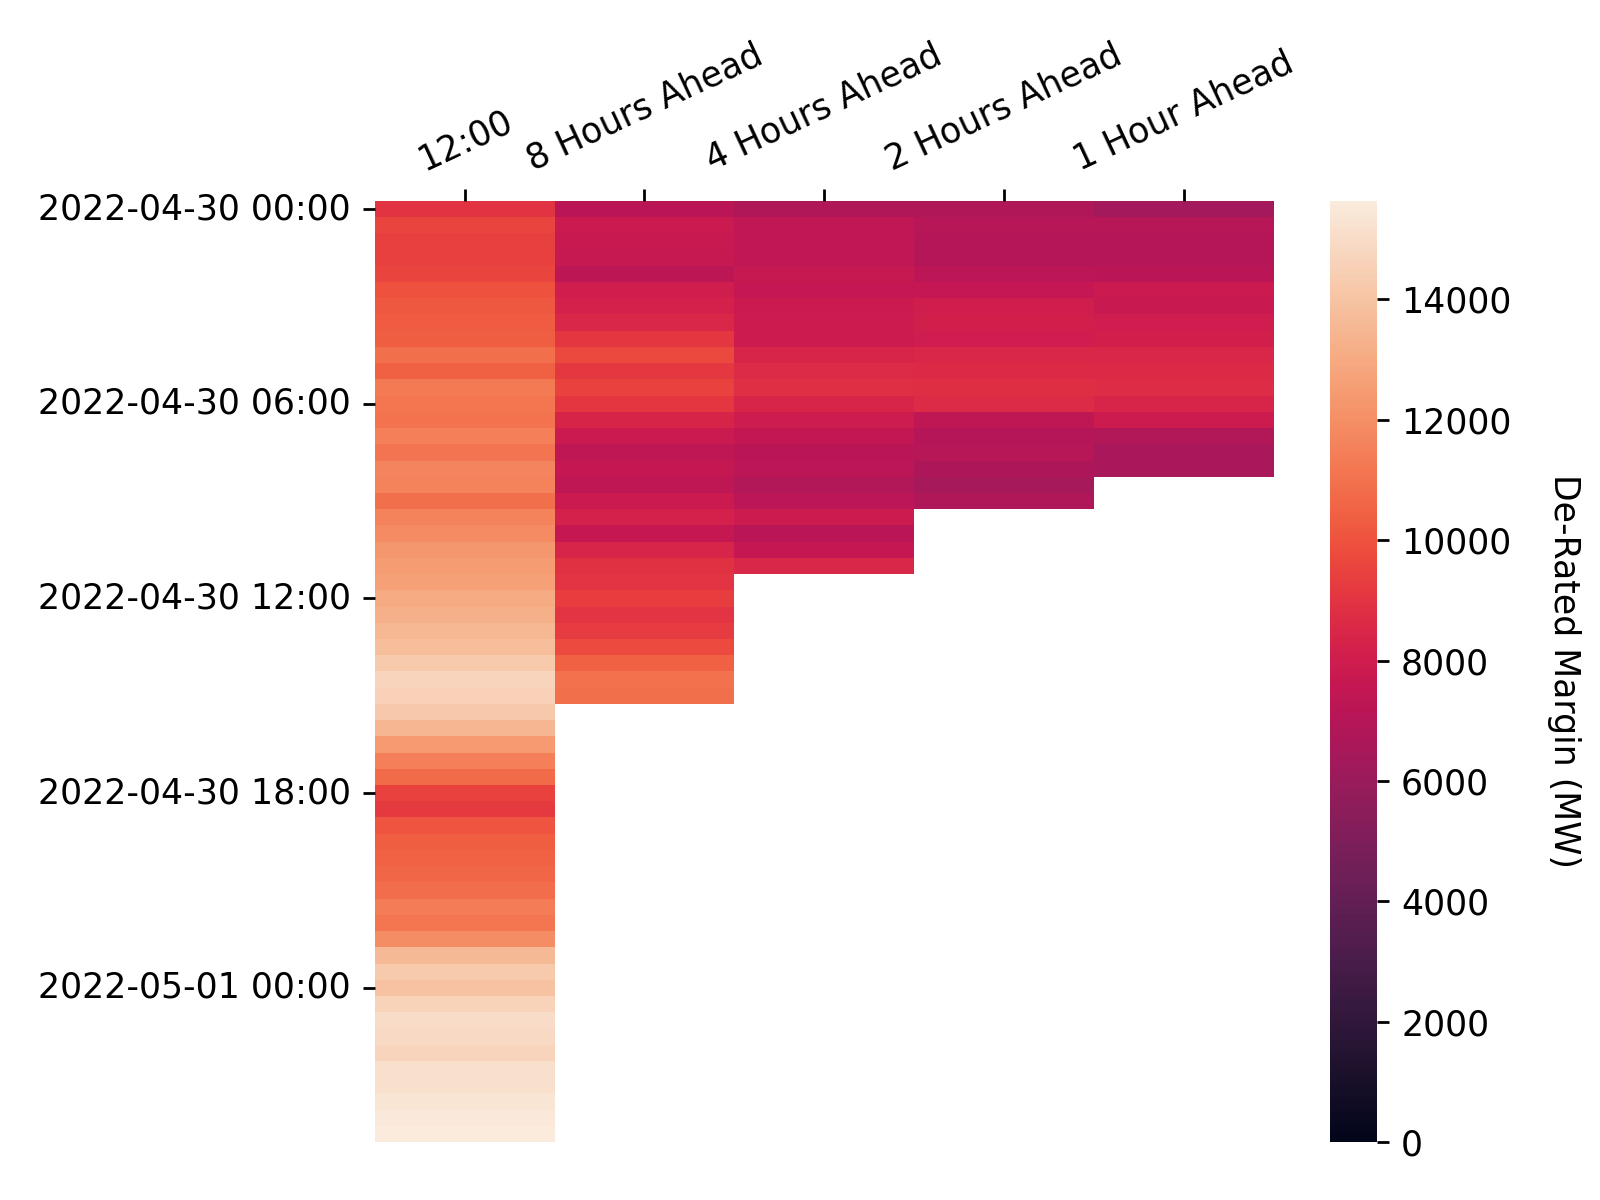 12:00
8 Hours Ahead
4 Hours Ahead
2 Hours Ahead
1 Hour Ahead
2022-04-30 00:00
2022-04-30 06:00
2022-04-30 12:00
2022-04-30 18:00
2022-05-01 00:00
14000
12000
10000
8000
6000
4000
2000
0
De-Rated Margin (MW)